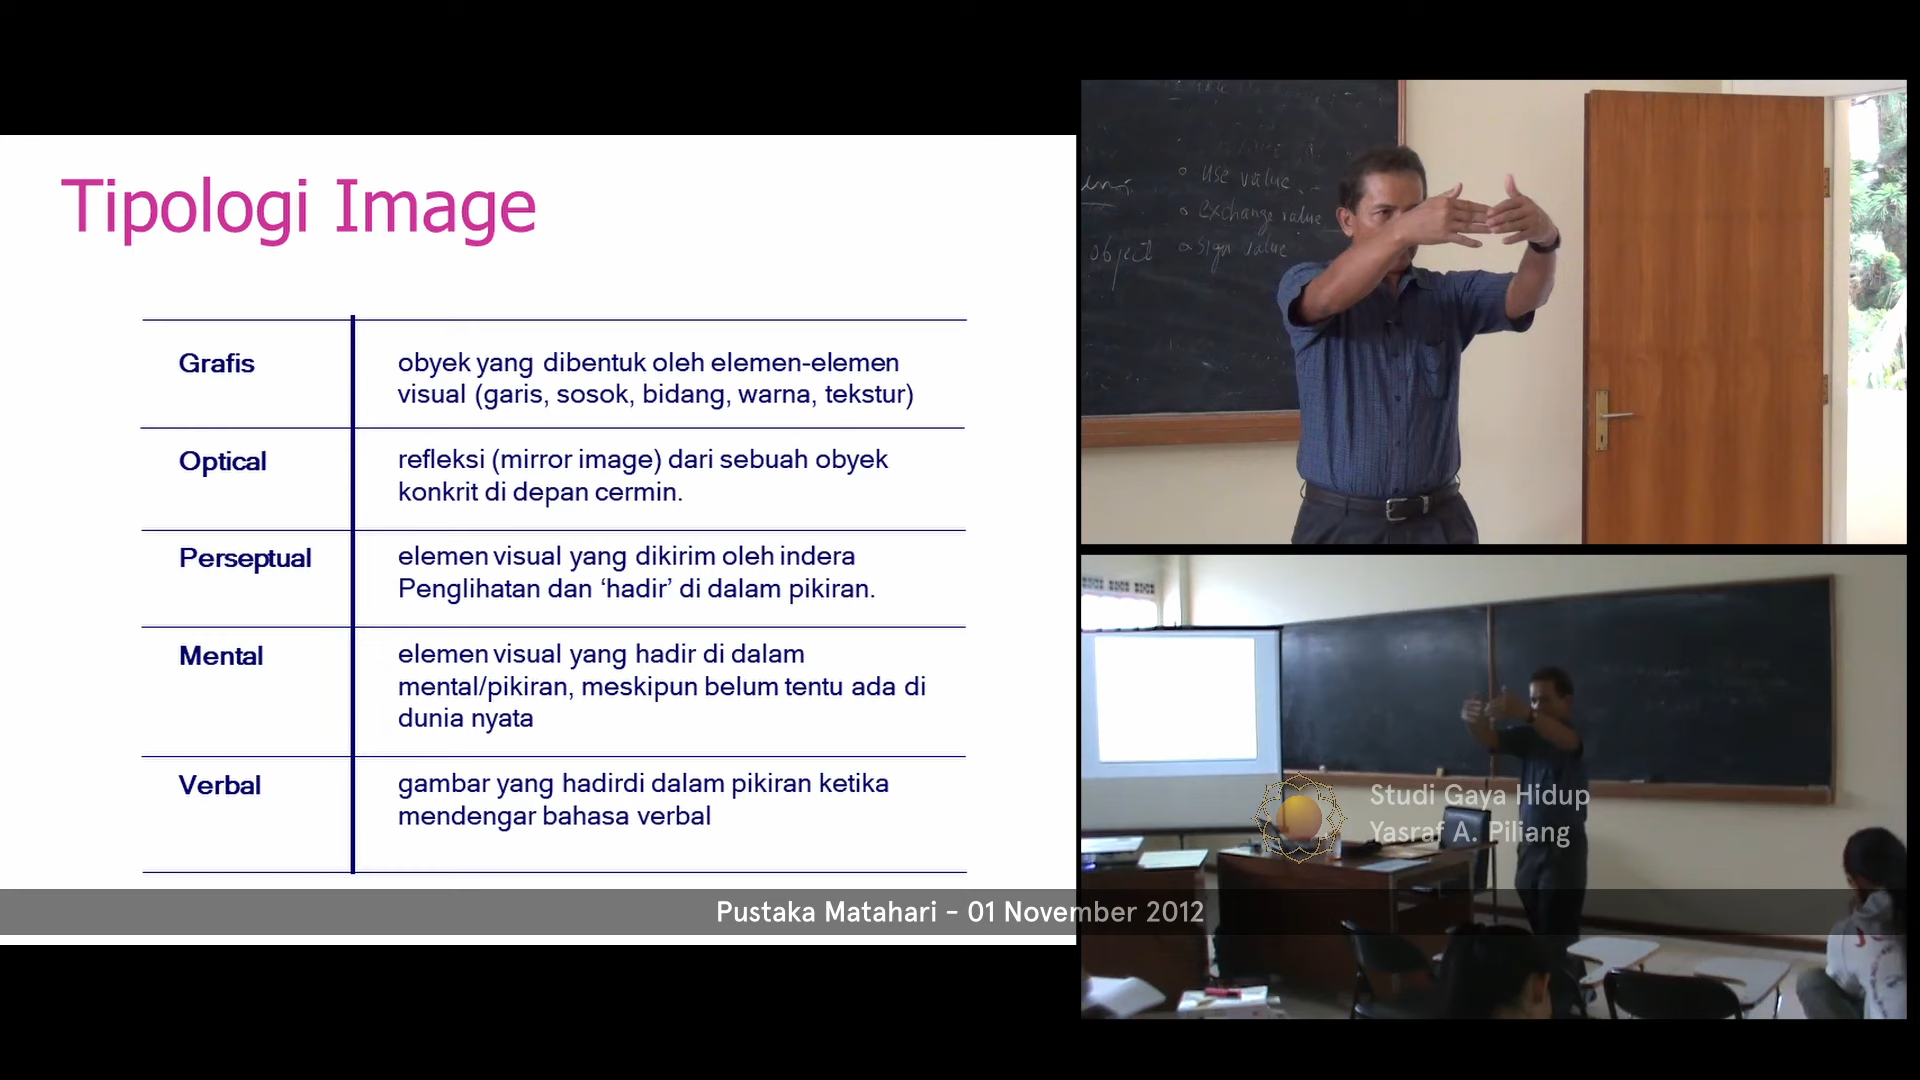 Tipologi Image
Grafis
obyek yang dibentuk oleh elemen-elemen
visual (garis, sosok, bidang, warna, tekstur)
Optical
refleksi (mirror image) dari sebuah obyek
konkrit di depan cermin.
Perseptual
elemen visual yang dikirim oleh indera
Penglihatan dan ‘hadir’ di dalam pikiran.
Mental
elemen visual yang hadir di dalam
mental/pikiran, meskipun belum tentu ada di
dunia nyata
Verbal
gambar yang hadirdi dalam pikiran ketika
mendengar bahasa verbal
use value
exchange value
object
sign value
Studi Gaya Hidup
Yasraf A. Piliang
Pustaka Matahari - 01 November 2012